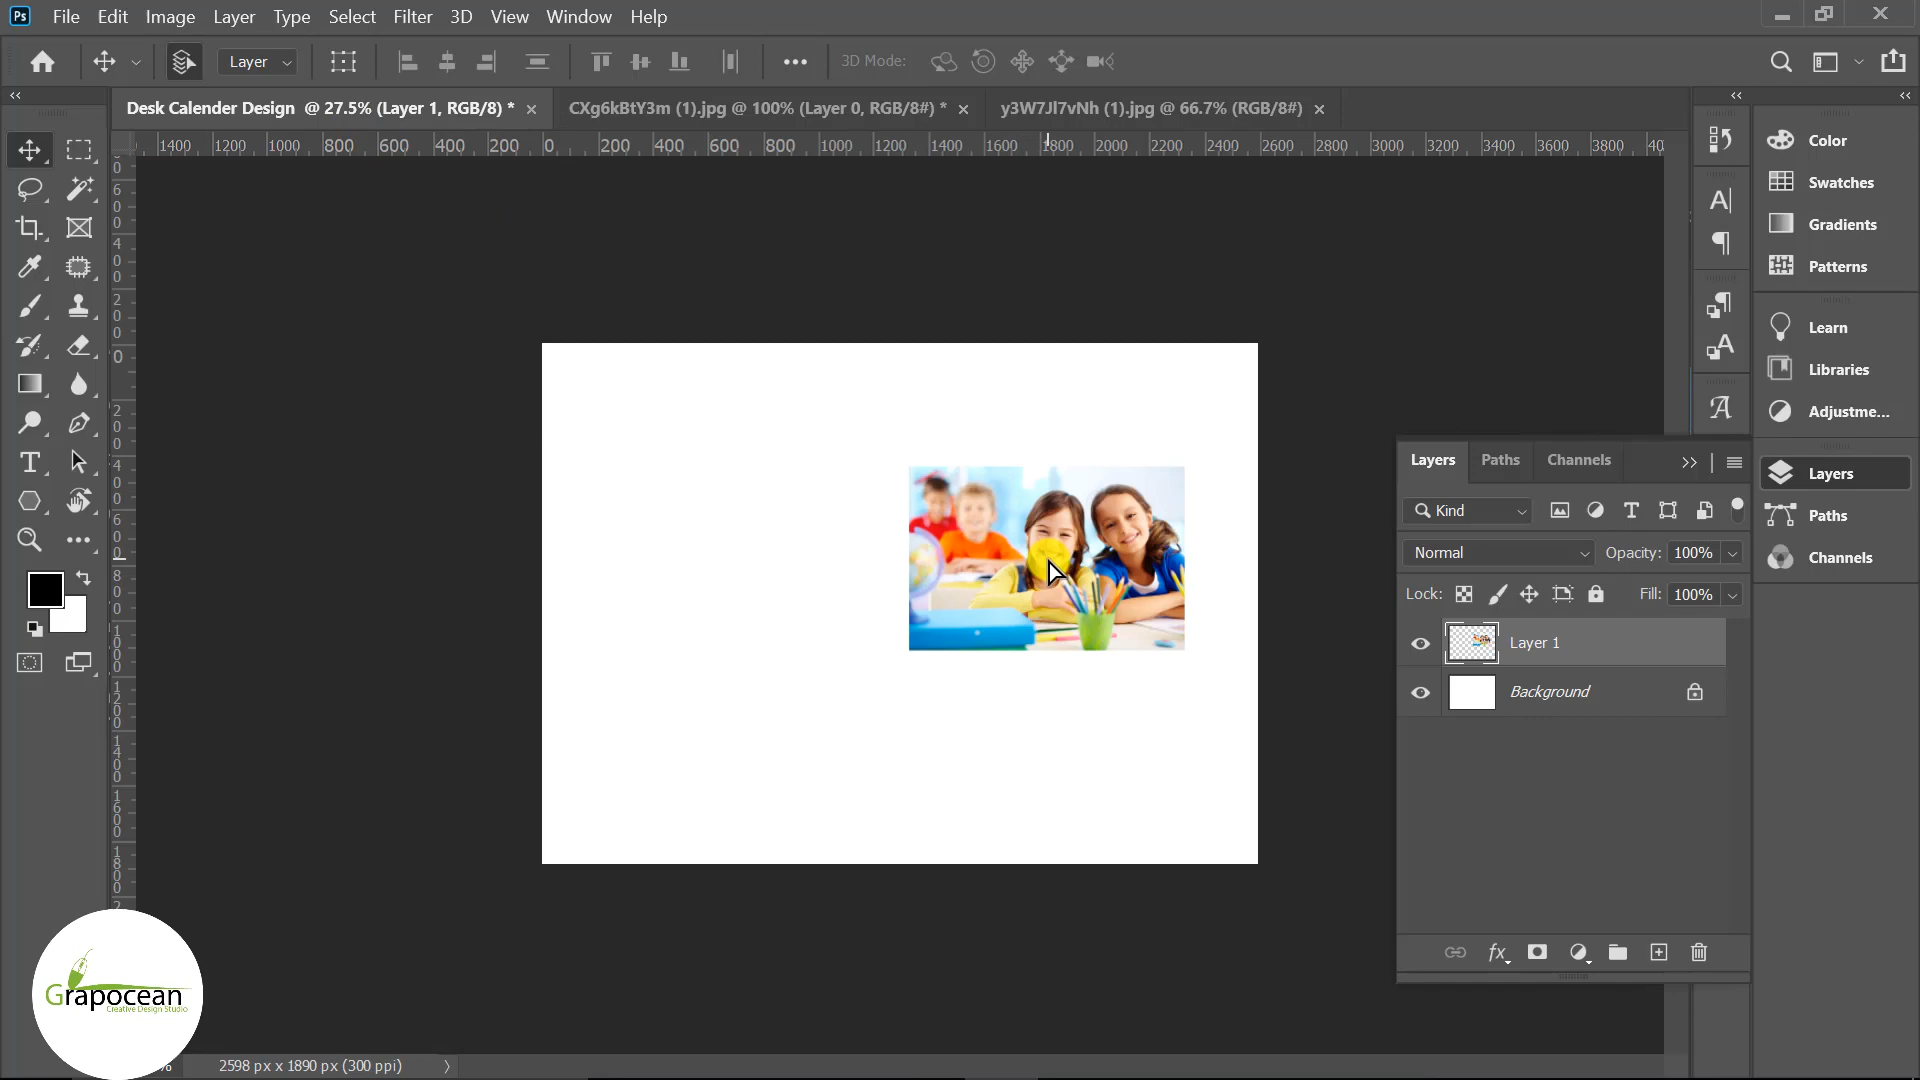 Ps File Edit Image Layer Type Select Filter 3D View Window Help
Layer 3D Mode:
Desk Calender Design @ 27.5% (Layer 1, RGB/8) * CXg6kBtY3m (1).jpg @ 100% (Layer 0, RGB/8#) * y3W7Jl7vNh (1).jpg @ 66.7% (RGB/8#)
1400 1200 1000 800 600 400 200 0 200 400 600 800 1000 1200 1400 1600 1800 2000 2200 2400 2600 2800 3000 3200 3400 3600 3800 40
Color
Swatches
Gradients
Patterns
Learn
Libraries
Adjustme...
Layers
Paths
Channels
Layers Paths Channels
Kind
Normal Opacity: 100%
Lock: Fill: 100%
Layer 1
Background
fx
Grapocean
Creative Design Studio
% 2598 px x 1890 px (300 ppi)